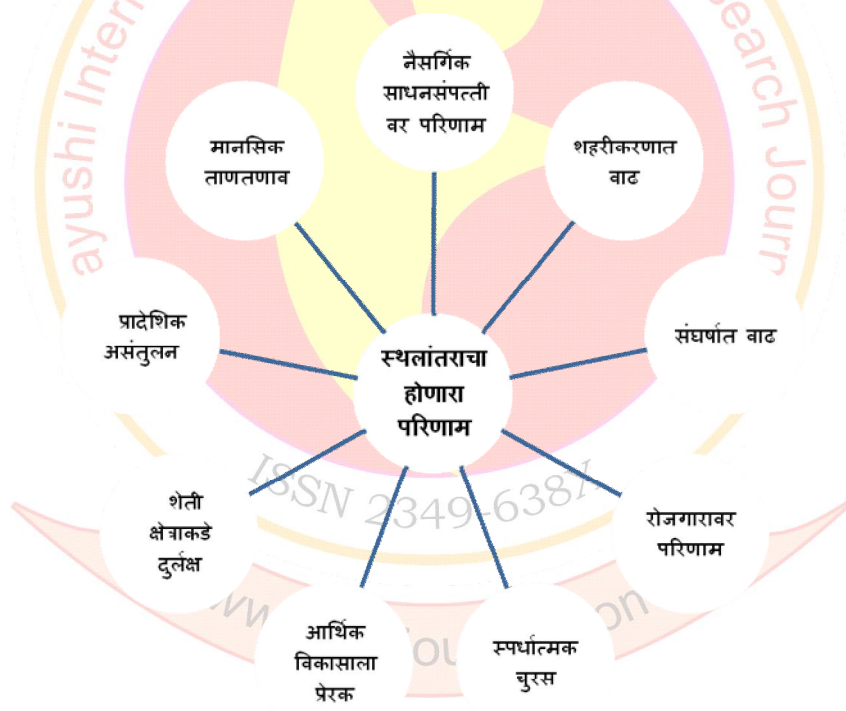 नैसर्गिक
साधनसंपत्ती
वर परिणाम
शहरीकरणात
वाढ
संघर्षात वाढ
रोजगारावर
परिणाम
स्पर्धात्मक
चुरस
आर्थिक
विकासाला
प्रेरक
शेती
क्षेत्राकडे
दुर्लक्ष
प्रादेशिक
असंतुलन
मानसिक
ताणतणाव
स्थलांतराचा
होणारा
परिणाम
ISSN 2349-638X